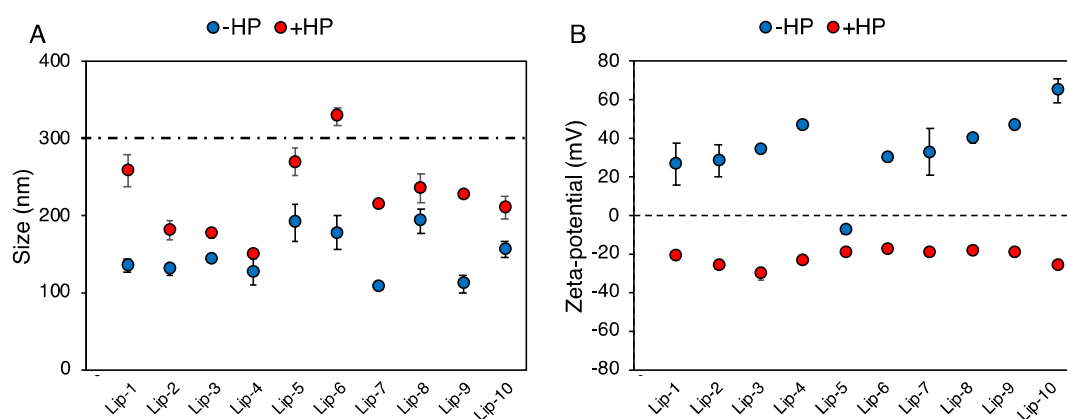 A
-HP +HP
Size (nm)
400
300
200
100
0
Lip-1 Lip-2 Lip-3 Lip-4 Lip-5 Lip-6 Lip-7 Lip-8 Lip-9 Lip-10
B
-HP +HP
Zeta-potential (mV)
80
60
40
20
0
-20
-40
-60
-80
Lip-1 Lip-2 Lip-3 Lip-4 Lip-5 Lip-6 Lip-7 Lip-8 Lip-9 Lip-10